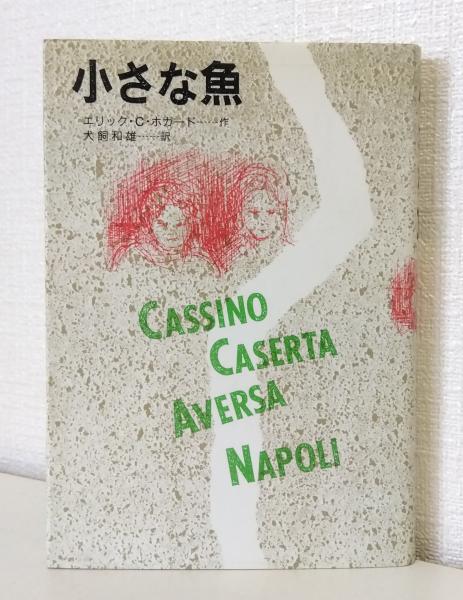 小さな魚
エリック・C・ホガード……作
犬飼和雄……訳
CASSINO
CASERTA
AVERSA
NAPOLI